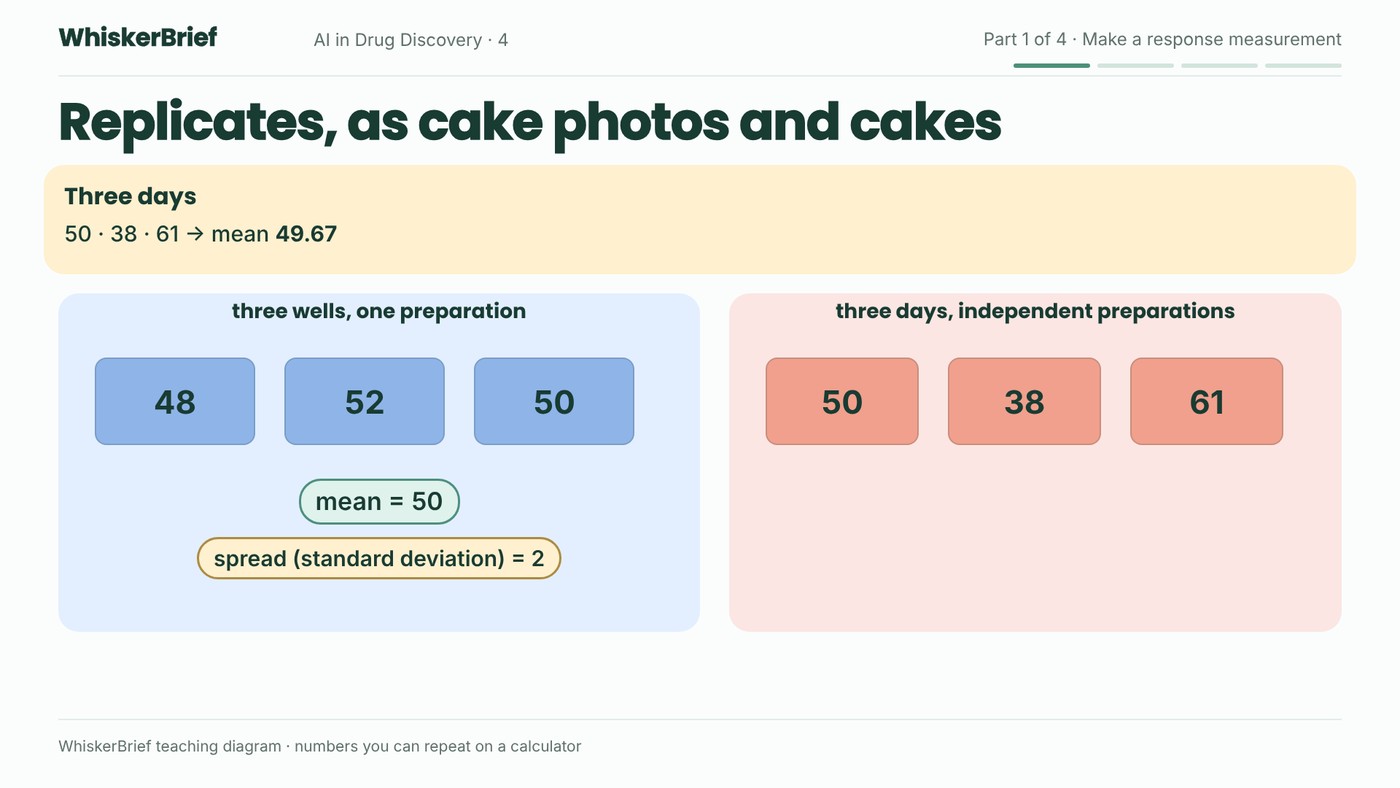 WhiskerBrief
AI in Drug Discovery · 4
Part 1 of 4 · Make a response measurement
Replicates, as cake photos and cakes
Three days
50 · 38 · 61 → mean 49.67
three wells, one preparation
48
52
50
mean = 50
spread (standard deviation) = 2
three days, independent preparations
50
38
61
WhiskerBrief teaching diagram · numbers you can repeat on a calculator